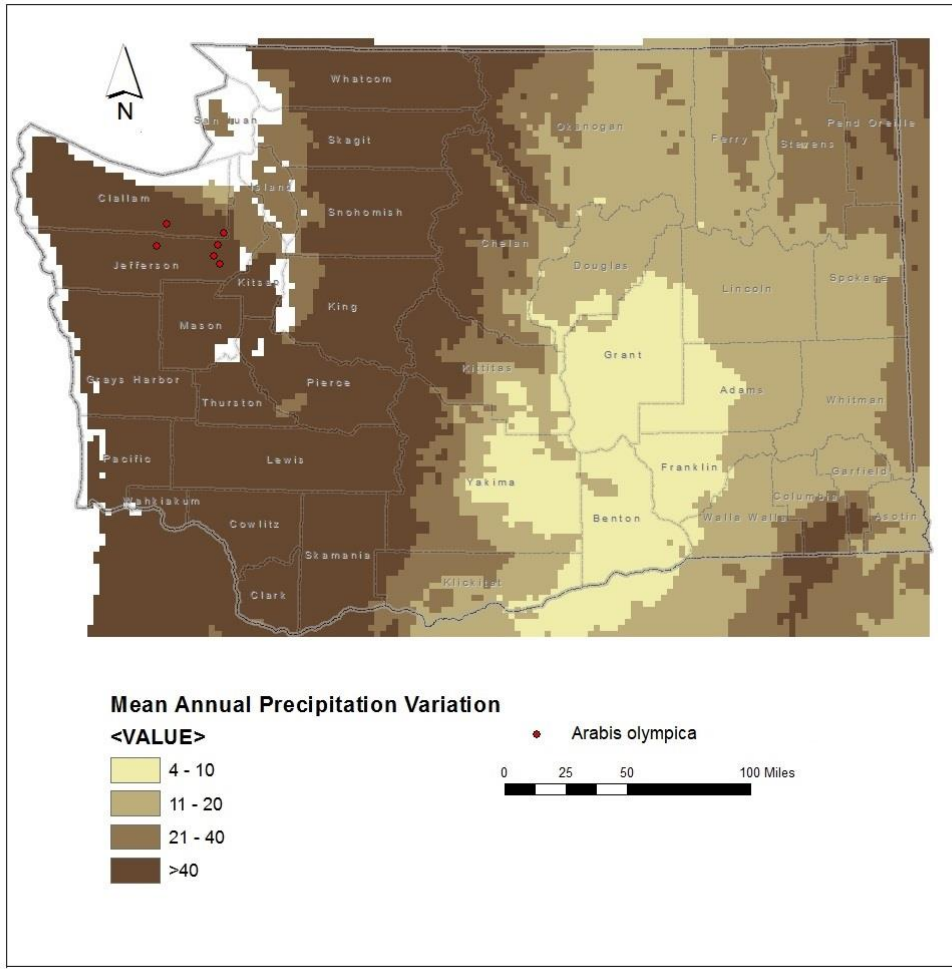 N
Whatcom
San Juan
Skagit
Okanogan
Ferry
Stevens
Pend Oreille
Island
Clallam
Snohomish
Chelan
Jefferson
Kitsap
Douglas
Lincoln
Spokane
King
Mason
Grant
Kittitas
Grays Harbor
Pierce
Adams
Thurston
Whitman
Pacific
Lewis
Yakima
Franklin
Garfield
Columbia
Wahkiakum
Benton
Walla Walla
Asotin
Cowlitz
Skamania
Klickitat
Clark
Mean Annual Precipitation Variation
<VALUE>
4 - 10
11 - 20
21 - 40
>40
Arabis olympica
0 25 50 100 Miles